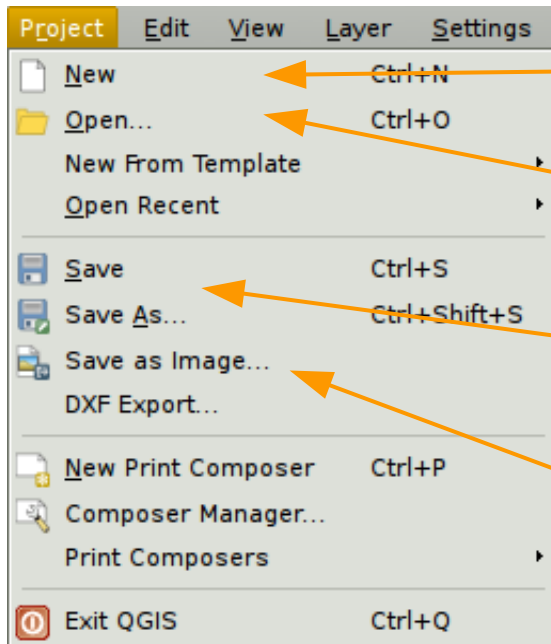 Project Edit View Layer Settings
New Ctrl+N
Open... Ctrl+O
New From Template
Open Recent
Save Ctrl+S
Save As... Ctrl+Shift+S
Save as Image...
DXF Export...
New Print Composer Ctrl+P
Composer Manager...
Print Composers
Exit QGIS Ctrl+Q